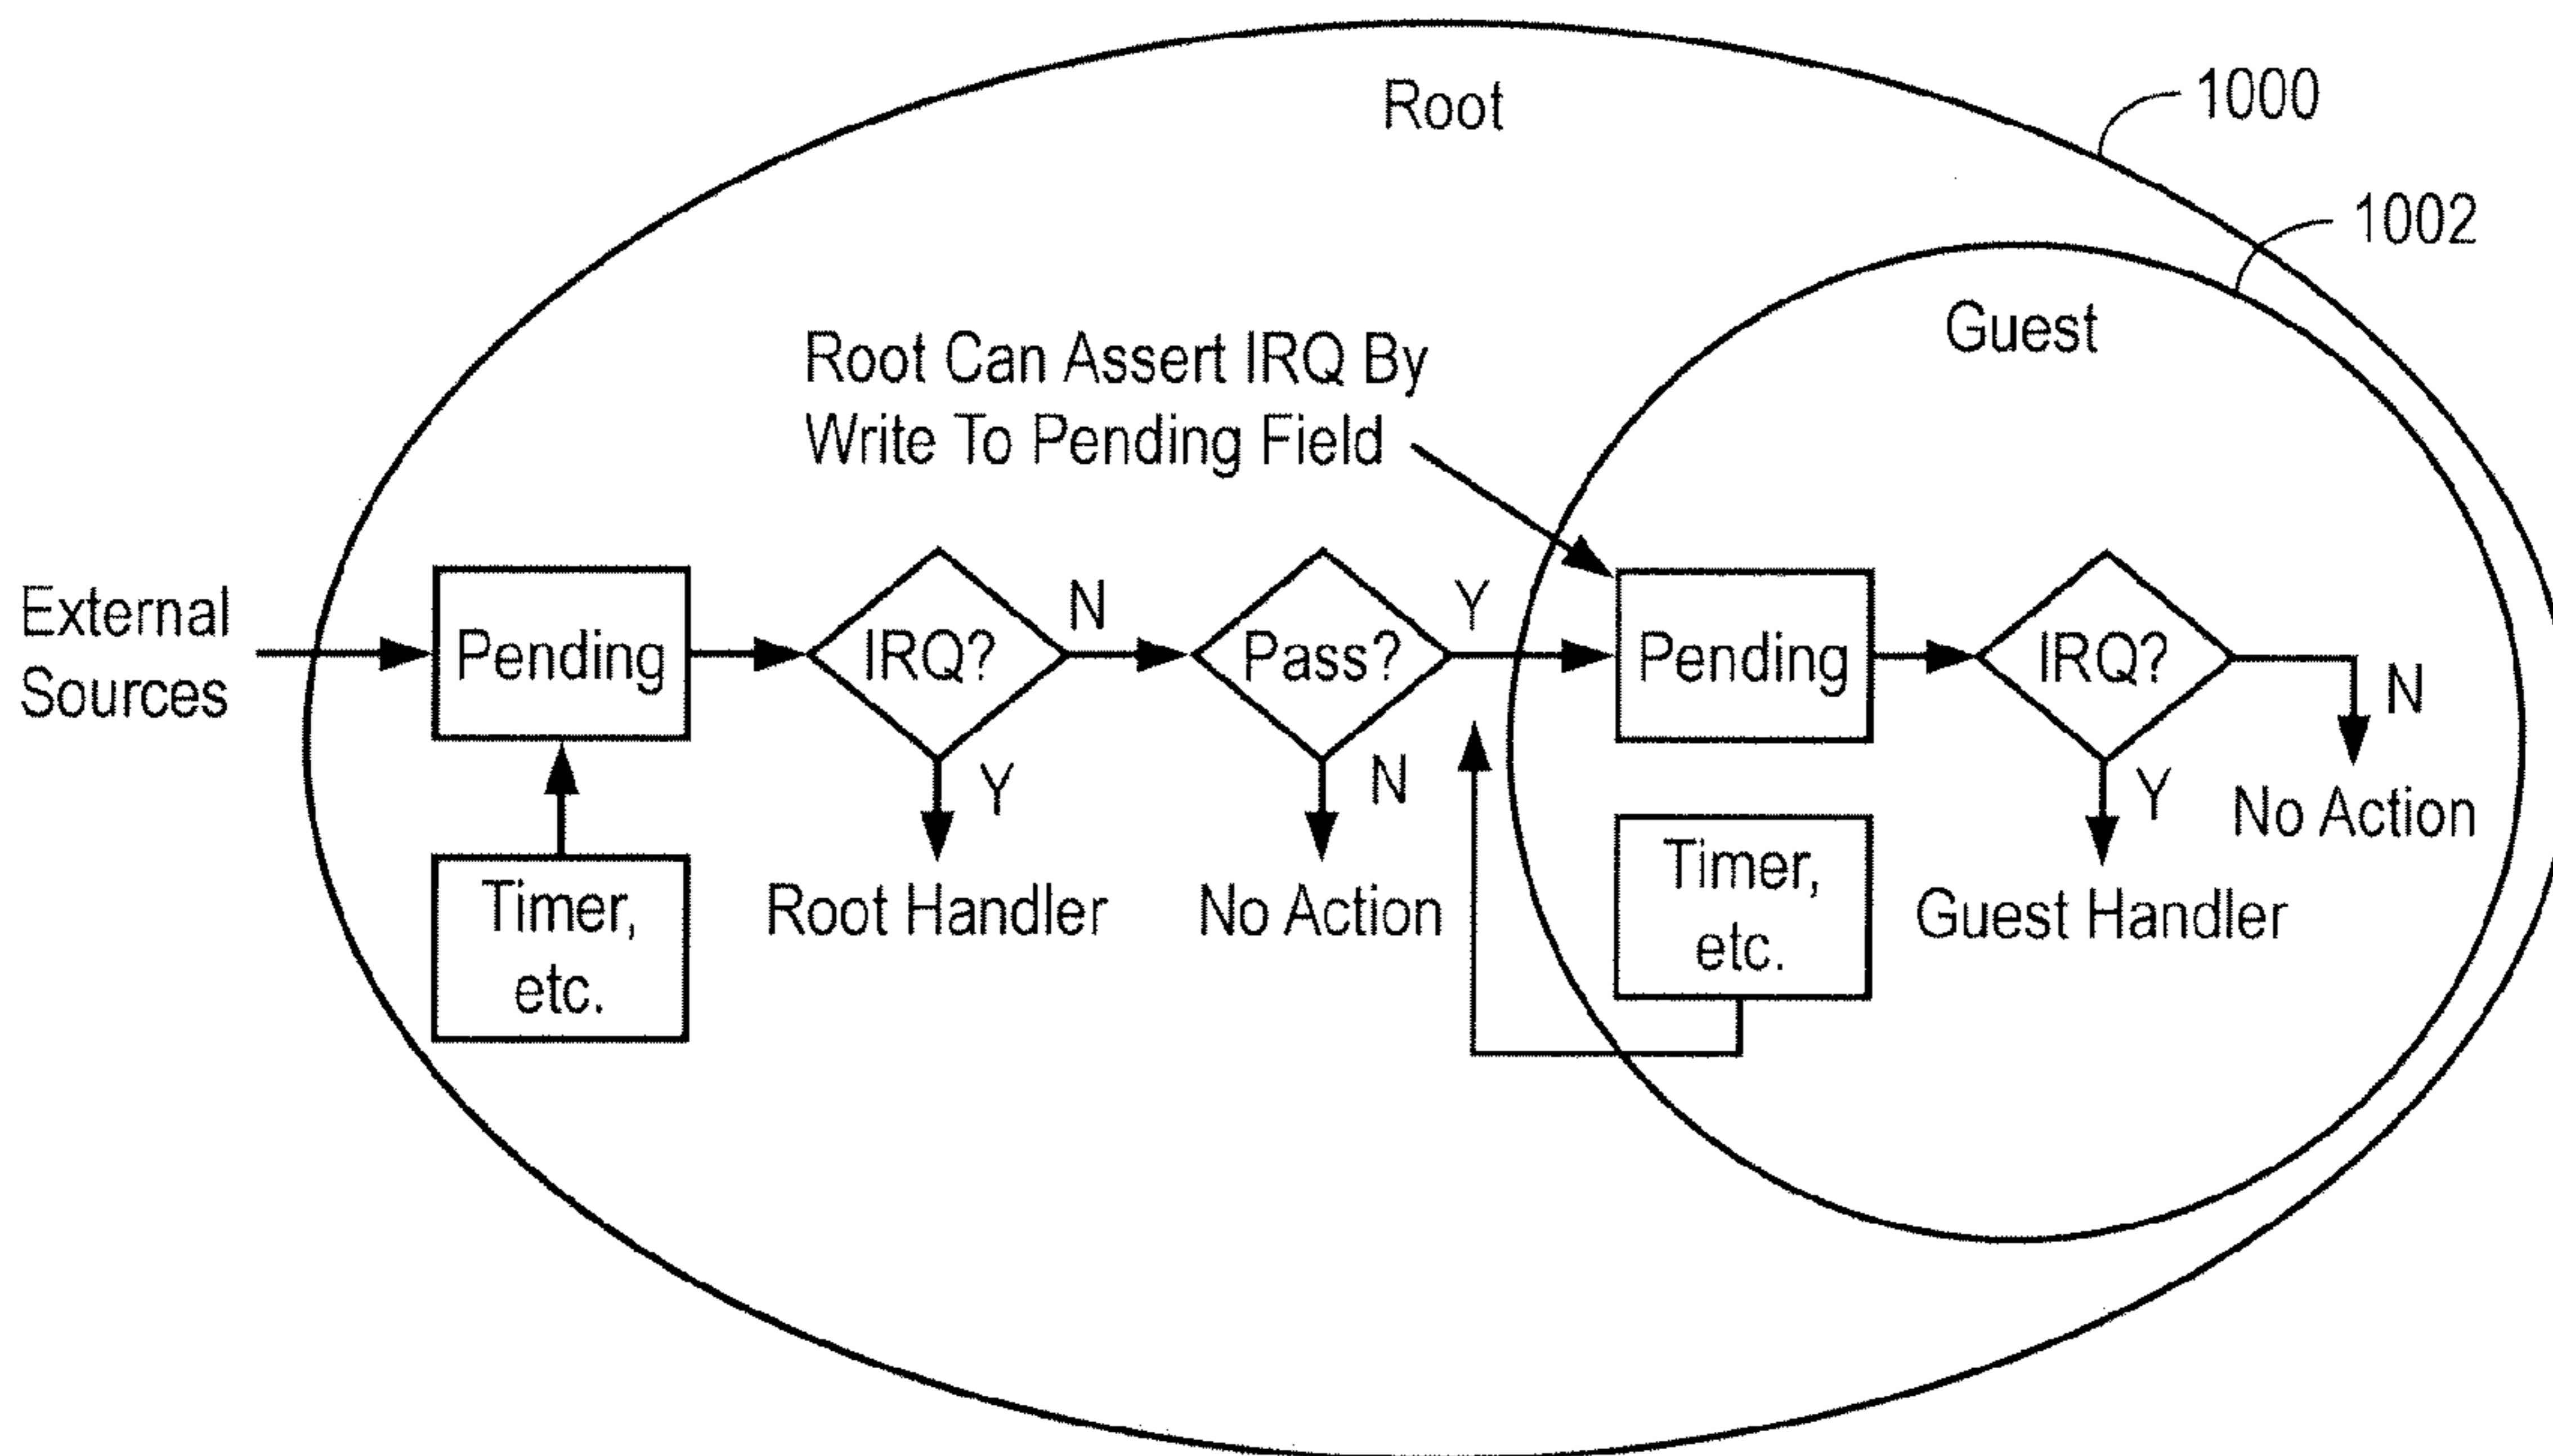 Root
1000
1002
Guest
Root Can Assert IRQ By
Write To Pending Field
External
Sources
Pending
IRQ?
N
Pass?
Y
Pending
IRQ?
N
Y
N
Y
Timer,
etc.
Root Handler
No Action
Timer,
etc.
Guest Handler
No Action